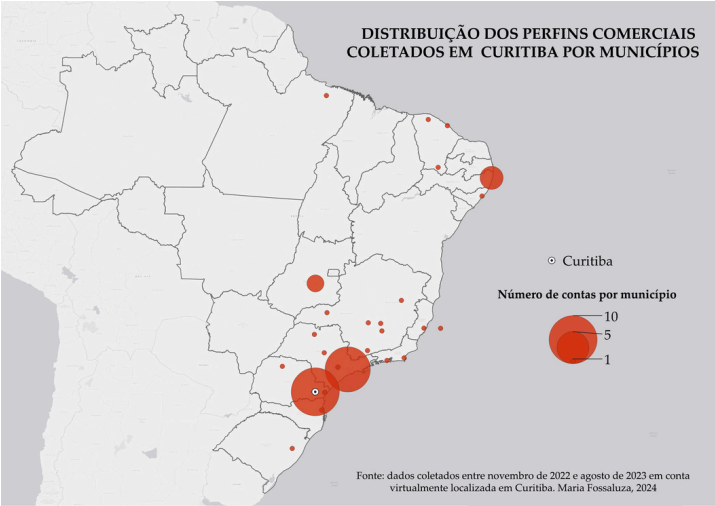 DISTRIBUIÇÃO DOS PERFINS COMERCIAIS
COLETADOS EM CURITIBA POR MUNICÍPIOS
Curitiba
Número de contas por município
10
5
1
Fonte: dados coletados entre novembro de 2022 e agosto de 2023 em conta
virtualmente localizada em Curitiba. Maria Fossaluza, 2024